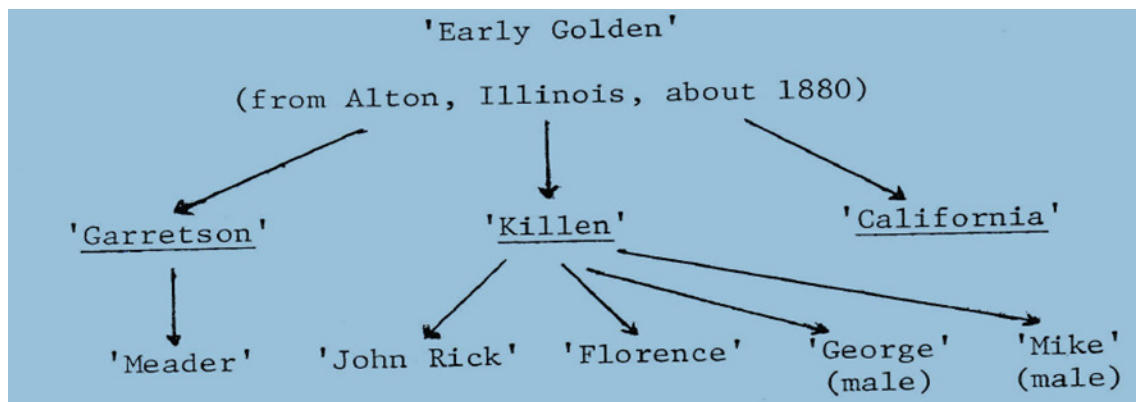 'Early Golden'
(from Alton, Illinois, about 1880)
'Garretson' 'Killen' 'California'
'Meader' 'John Rick' 'Florence' 'George' 'Mike'
(male) (male)